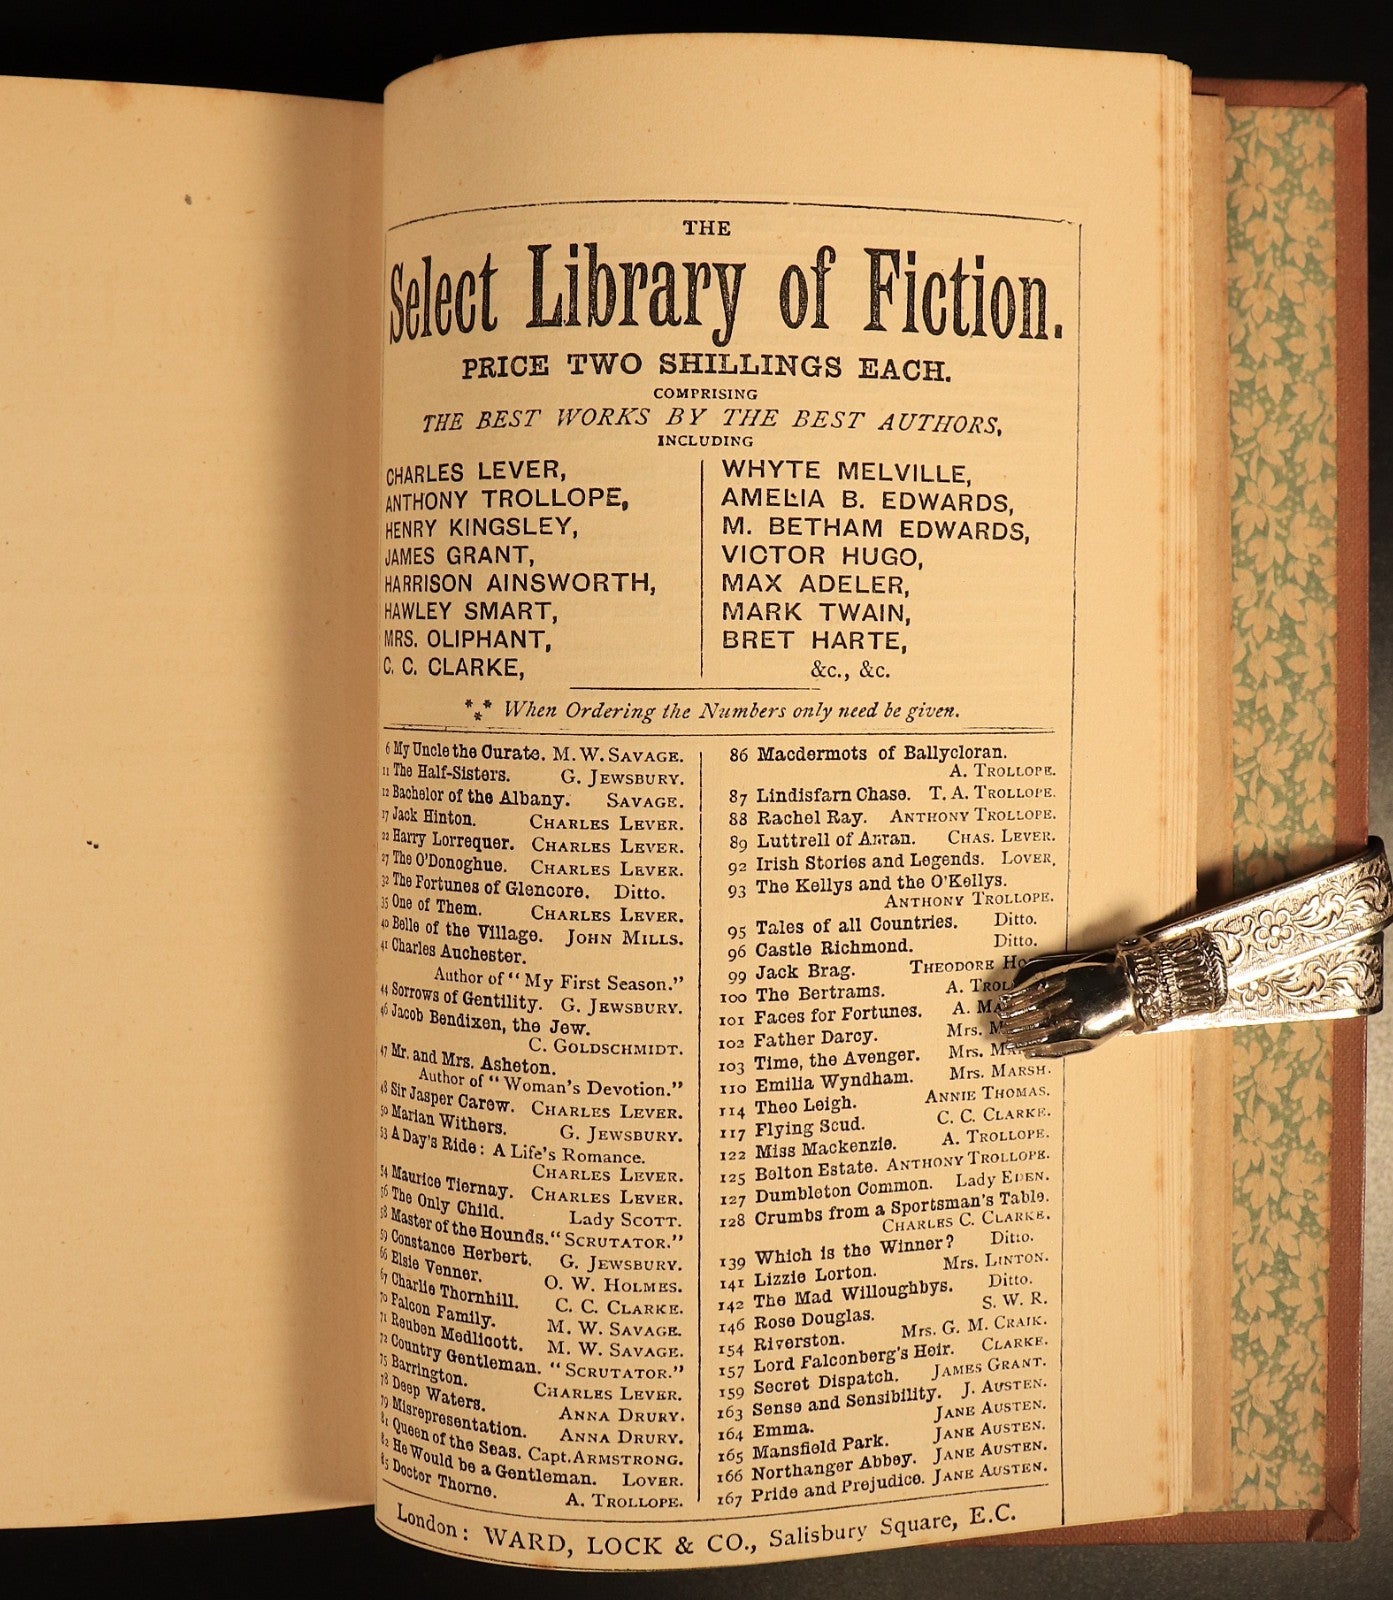 THE
Select Library of Fiction.
PRICE TWO SHILLINGS EACH.
COMPRISING
THE BEST WORKS BY THE BEST AUTHORS,
INCLUDING
CHARLES LEVER,
ANTHONY TROLLOPE,
HENRY KINGSLEY,
JAMES GRANT,
HARRISON AINSWORTH,
HAWLEY SMART,
MRS. OLIPHANT,
C. C. CLARKE,
WHYTE MELVILLE,
AMELIA B. EDWARDS,
M. BETHAM EDWARDS,
VICTOR HUGO,
MAX ADELER,
MARK TWAIN,
BRET HARTE,
&c., &c.
*** When Ordering the Numbers only need be given.
6 My Uncle the Curate. M. W. SAVAGE.
11 The Half-Sisters. G. JEWSBURY.
12 Bachelor of the Albany. SAVAGE.
17 Jack Hinton. CHARLES LEVER.
22 Harry Lorrequer. CHARLES LEVER.
27 The O'Donoghue. CHARLES LEVER.
32 The Fortunes of Glencore. Ditto.
35 One of Them. CHARLES LEVER.
40 Belle of the Village. JOHN MILLS.
41 Charles Auchester.
Author of "My First Season."
44 Sorrows of Gentility. G. JEWSBURY.
46 Jacob Bendixen, the Jew.
C. GOLDSCHMIDT.
47 Mr. and Mrs. Asheton.
Author of "Woman's Devotion."
48 Sir Jasper Carew. CHARLES LEVER.
50 Marian Withers. G. JEWSBURY.
53 A Day's Ride: A Life's Romance.
CHARLES LEVER.
54 Maurice Tiernay. CHARLES LEVER.
56 The Only Child. Lady SCOTT.
58 Master of the Hounds. "SCRUTATOR."
59 Constance Herbert. G. JEWSBURY.
66 Elsie Venner. O. W. HOLMES.
67 Charlie Thornhill. C. C. CLARKE.
70 Falcon Family. M. W. SAVAGE.
71 Reuben Medlicott. M. W. SAVAGE.
72 Country Gentleman. "SCRUTATOR."
75 Barrington. CHARLES LEVER.
78 Deep Waters. ANNA DRURY.
79 Misrepresentation. ANNA DRURY.
81 Queen of the Seas. Capt. ARMSTRONG.
82 He Would be a Gentleman. LOVER.
85 Doctor Thorne. A. TROLLOPE.
86 Macdermots of Ballycloran.
A. TROLLOPE.
87 Lindisfarn Chase. T. A. TROLLOPE.
88 Rachel Ray. ANTHONY TROLLOPE.
89 Luttrell of Arran. CHAS. LEVER.
92 Irish Stories and Legends. LOVER.
93 The Kellys and the O'Kellys.
ANTHONY TROLLOPE.
95 Tales of all Countries. Ditto.
96 Castle Richmond. Ditto.
99 Jack Brag. THEODORE
100 The Bertrams. A.
101 Faces for Fortunes. A.
102 Father Darcy. Mrs.
103 Time, the Avenger. Mrs.
110 Emilia Wyndham. Mrs. MARSH.
114 Theo Leigh. ANNIE THOMAS.
117 Flying Scud. C. C. CLARKE.
122 Miss Mackenzie. A. TROLLOPE.
125 Belton Estate. ANTHONY TROLLOPE.
127 Dumbleton Common. Lady EDEN.
128 Crumbs from a Sportsman's Table.
CHARLES C. CLARKE.
139 Which is the Winner? Ditto.
141 Lizzie Lorton. Mrs. LINTON.
142 The Mad Willoughbys. Ditto.
146 Rose Douglas. S. W. R.
154 Riverston. Mrs. G. M. CRAIK.
157 Lord Falconberg's Heir. CLARKE.
159 Secret Dispatch. JAMES GRANT.
163 Sense and Sensibility. J. AUSTEN.
164 Emma. JANE AUSTEN.
165 Mansfield Park. JANE AUSTEN.
166 Northanger Abbey. JANE AUSTEN.
167 Pride and Prejudice. JANE AUSTEN.
London: WARD, LOCK & CO., Salisbury Square, E.C.